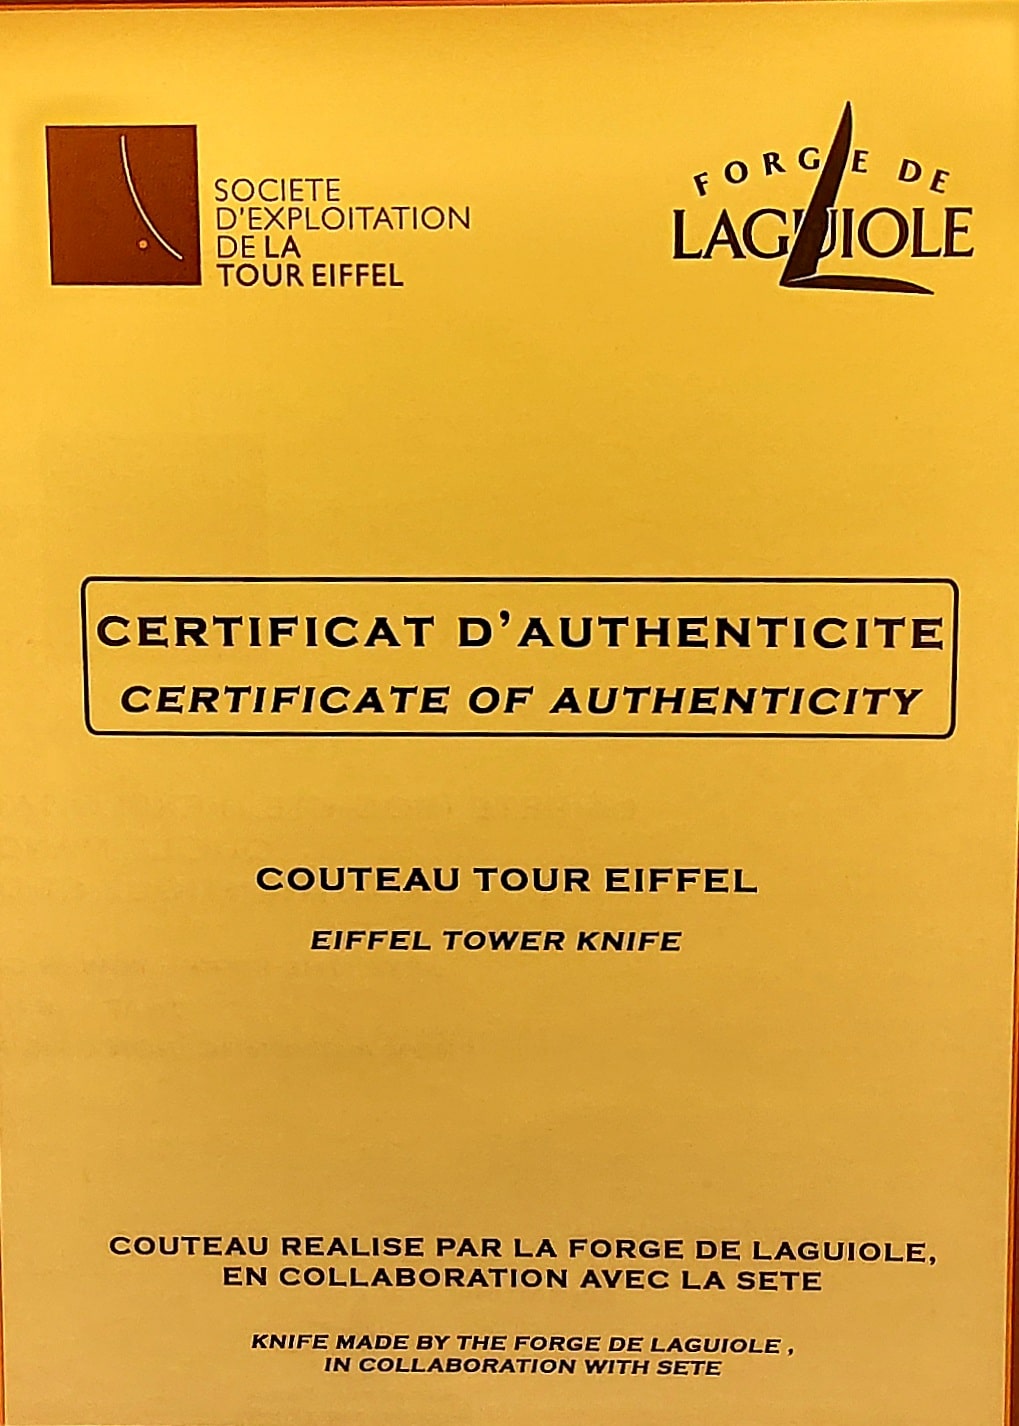 SOCIETE
D'EXPLOITATION
DE LA
TOUR EIFFEL
FORGE DE
LAGUIOLE
CERTIFICAT D'AUTHENTICITE
CERTIFICATE OF AUTHENTICITY
COUTEAU TOUR EIFFEL
EIFFEL TOWER KNIFE
COUTEAU REALISE PAR LA FORGE DE LAGUIOLE,
EN COLLABORATION AVEC LA SETE
KNIFE MADE BY THE FORGE DE LAGUIOLE ,
IN COLLABORATION WITH SETE